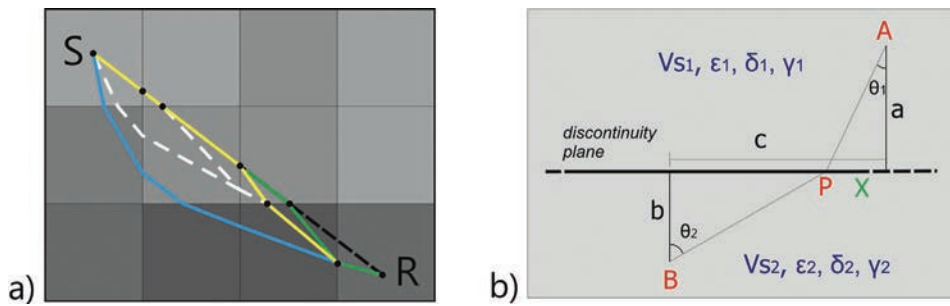 S
R
a)
A
Vs₁, ε₁, δ₁, γ₁
θ₁
a
discontinuity
plane
c
P
X
b
θ₂
B
Vs₂, ε₂, δ₂, γ₂
b)